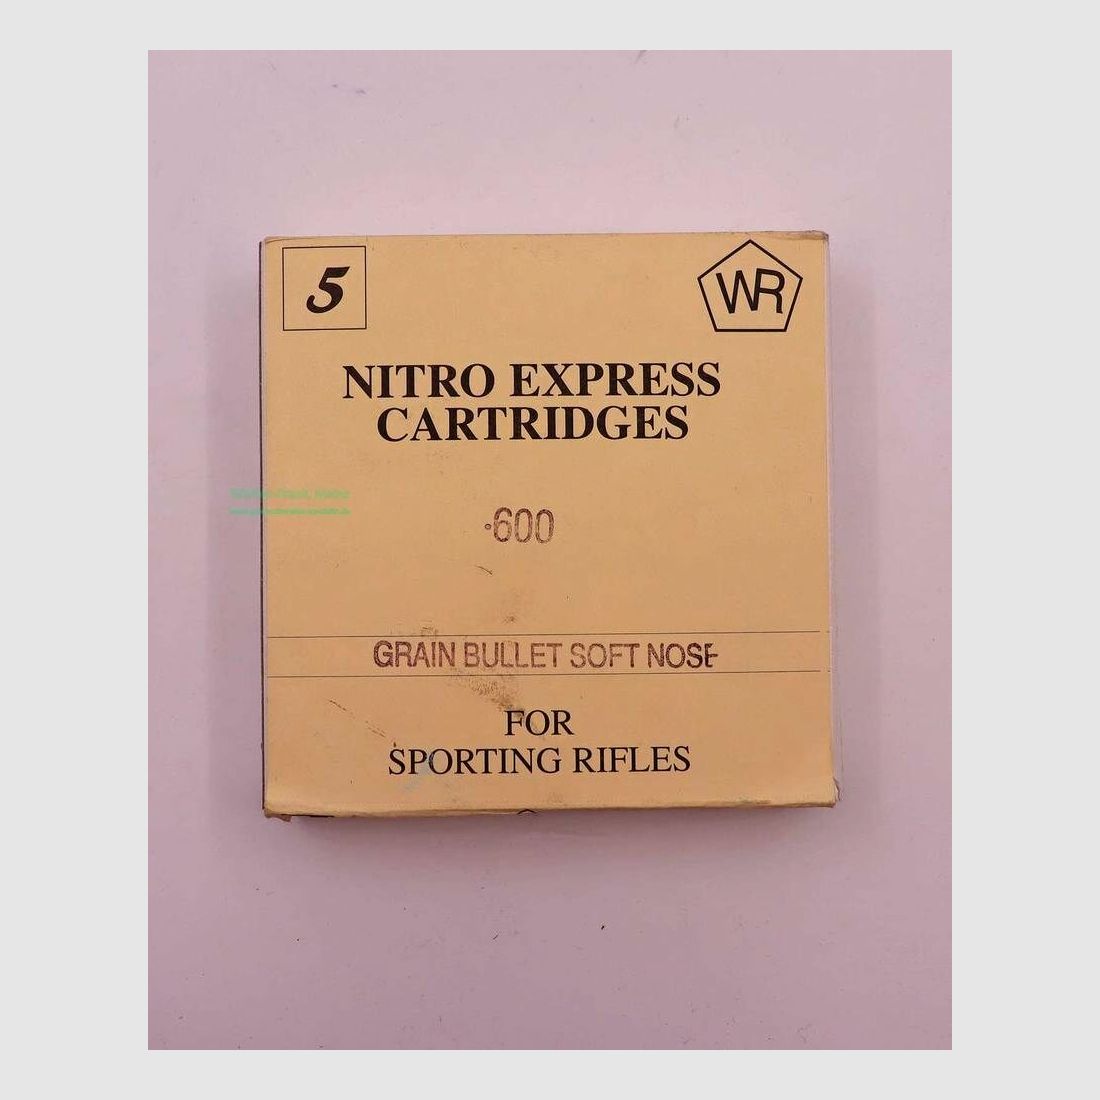 5
WR
NITRO EXPRESS
CARTRIDGES
.600
GRAIN BULLET SOFT NOSE
FOR
SPORTING RIFLES